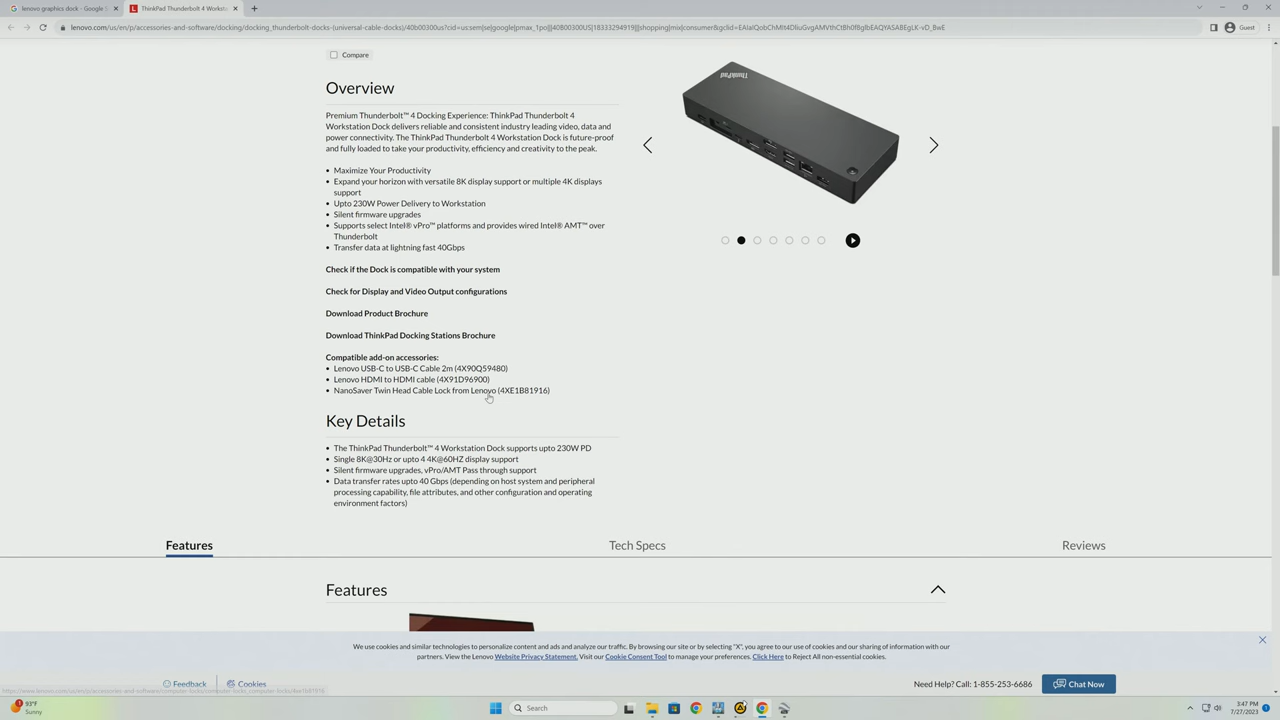 lenovo graphics dock - Google
ThinkPad Thunderbolt 4 Worksta
Guest
Compare
Overview
Premium Thunderbolt™ 4 Docking Experience: ThinkPad Thunderbolt 4
Workstation Dock delivers reliable and consistent industry leading video, data and
power connectivity. The ThinkPad Thunderbolt 4 Workstation Dock is future-proof
and fully loaded to take your productivity, efficiency and creativity to the peak.
• Maximize Your Productivity
• Expand your horizon with versatile 8K display support or multiple 4K displays
support
• Upto 230W Power Delivery to Workstation
• Silent firmware upgrades
• Supports select Intel® vPro™ platforms and provides wired Intel® AMT™ over
Thunderbolt
• Transfer data at lightning fast 40Gbps
Check if the Dock is compatible with your system
Check for Display and Video Output configurations
Download Product Brochure
Download ThinkPad Docking Stations Brochure
Compatible add-on accessories:
• Lenovo USB-C to USB-C Cable 2m (4X90Q59480)
• Lenovo HDMI to HDMI cable (4X91D96900)
• NanoSaver Twin Head Cable Lock from Lenovo (4XE1B81916)
ThinkPad
Key Details
• The ThinkPad Thunderbolt™ 4 Workstation Dock supports upto 230W PD
• Single 8K@30Hz or upto 4 4K@60HZ display support
• Silent firmware upgrades, vPro/AMT Pass through support
• Data transfer rates upto 40 Gbps (depending on host system and peripheral
processing capability, file attributes, and other configuration and operating
environment factors)
Features
Tech Specs
Reviews
Features
We use cookies and similar technologies to personalize content and ads and analyze our traffic. By browsing our site or by selecting "X", you agree to our use of cookies and our sharing of information with our
partners. View the Lenovo Website Privacy Statement. Visit our Cookie Consent Tool to manage your preferences. Click Here to Reject All non-essential cookies.
Feedback
Cookies
Need Help? Call: 1-855-253-6686
Chat Now
1
93°F
Sunny
Search
3:47 PM
7/27/2023